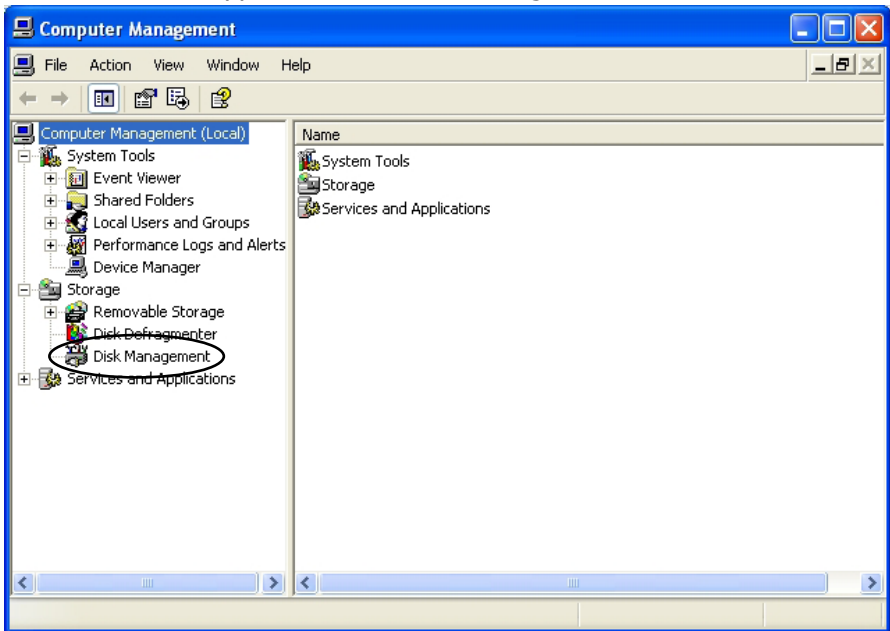 Computer Management
File Action View Window Help
Computer Management (Local)
System Tools
Event Viewer
Shared Folders
Local Users and Groups
Performance Logs and Alerts
Device Manager
Storage
Removable Storage
Disk Defragmenter
Disk Management
Services and Applications
Name
System Tools
Storage
Services and Applications